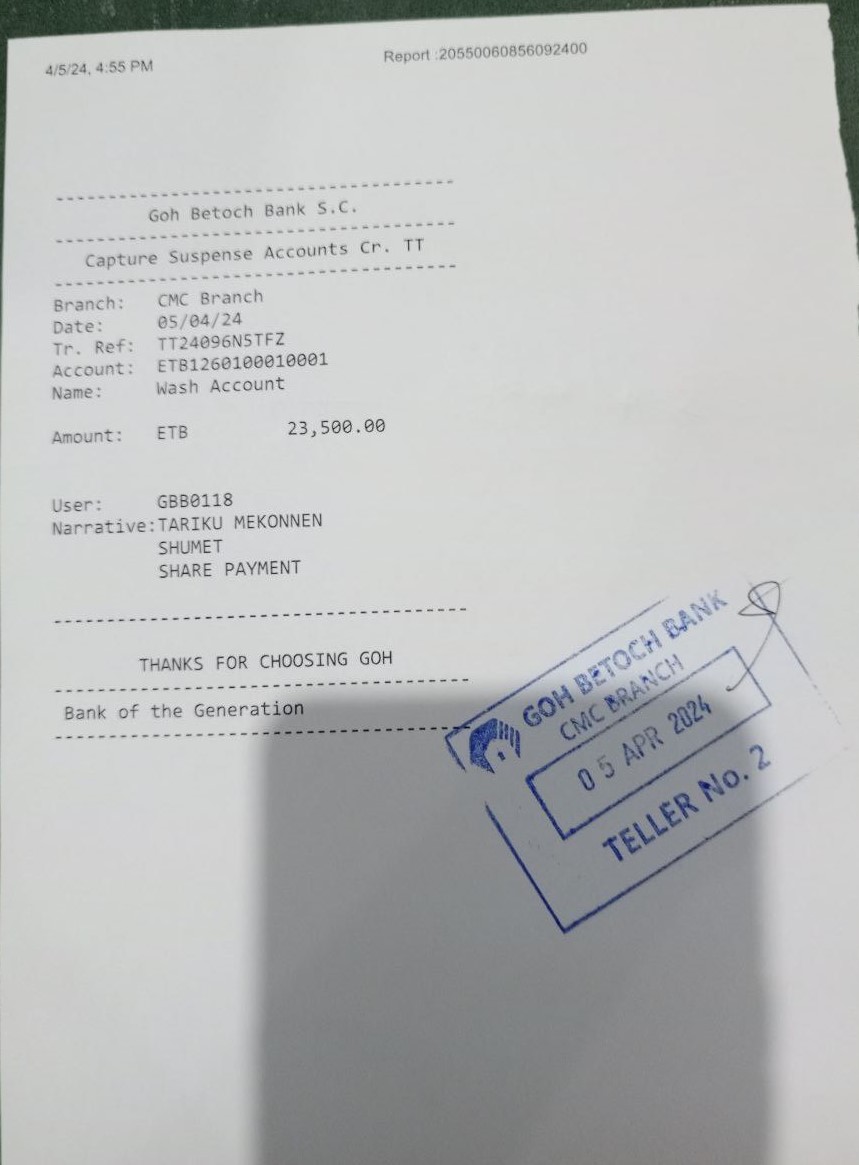 4/5/24, 4:55 PM
Report :20550060856092400
----------------------------------------
Goh Betoch Bank S.C.
----------------------------------------
Capture Suspense Accounts Cr. TT
----------------------------------------
Branch: CMC Branch
Date: 05/04/24
Tr. Ref: TT24096N5TFZ
Account: ETB1260100010001
Name: Wash Account
Amount: ETB 23,500.00
User: GBB0118
Narrative:TARIKU MEKONNEN
SHUMET
SHARE PAYMENT
----------------------------------------
THANKS FOR CHOOSING GOH
----------------------------------------
Bank of the Generation
----------------------------------------
GOH BETOCH BANK
CMC BRANCH
05 APR 2024
TELLER No. 2